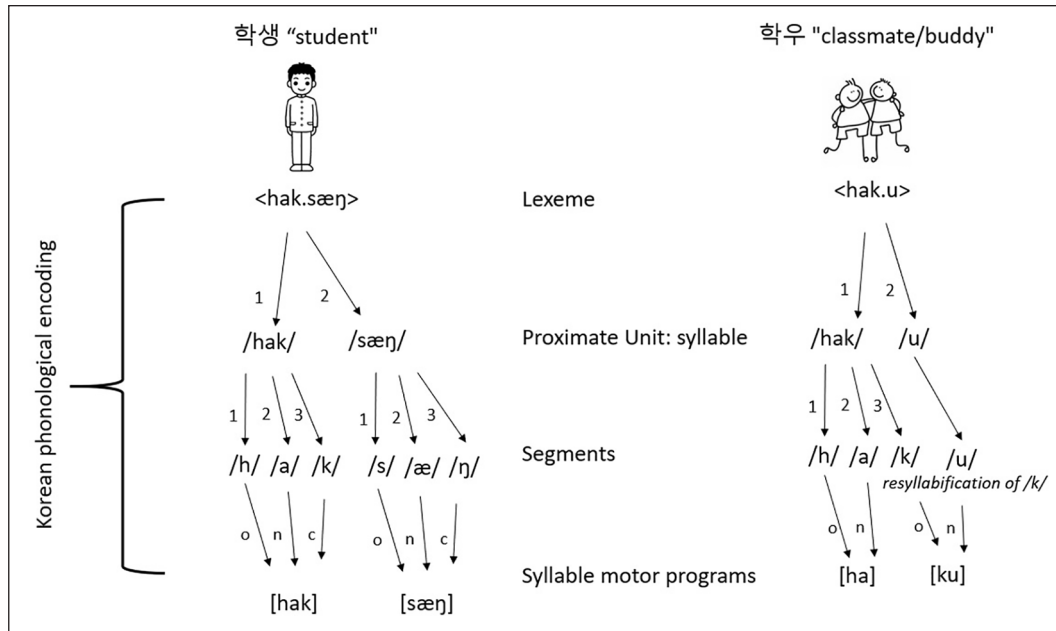 학생 “student"
학우 "classmate/buddy"
<hak.sæŋ>
Lexeme
<hak.u>
Korean phonological encoding
1 2
1 2
/hak/ /sæŋ/
Proximate Unit: syllable
/hak/ /u/
1 2 3 1 2 3
1 2 3
/h/ /a/ /k/ /s/ /æ/ /ŋ/
Segments
/h/ /a/ /k/ /u/
resyllabification of /k/
o n c o n c
o n o n
Syllable motor programs
[ha] [ku]
[hak] [sæŋ]